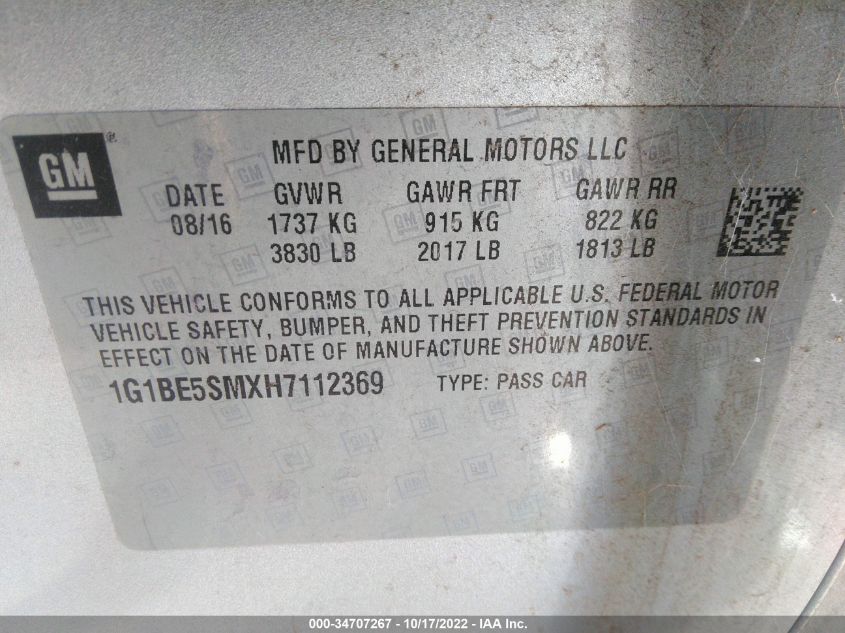 GM ®
MFD BY GENERAL MOTORS LLC
DATE GVWR GAWR FRT GAWR RR
08/16 1737 KG 915 KG 822 KG
3830 LB 2017 LB 1813 LB
THIS VEHICLE CONFORMS TO ALL APPLICABLE U.S. FEDERAL MOTOR
VEHICLE SAFETY, BUMPER, AND THEFT PREVENTION STANDARDS IN
EFFECT ON THE DATE OF MANUFACTURE SHOWN ABOVE.
1G1BE5SMXH7112369 TYPE: PASS CAR
000-34707267 - 10/17/2022 - IAA Inc.